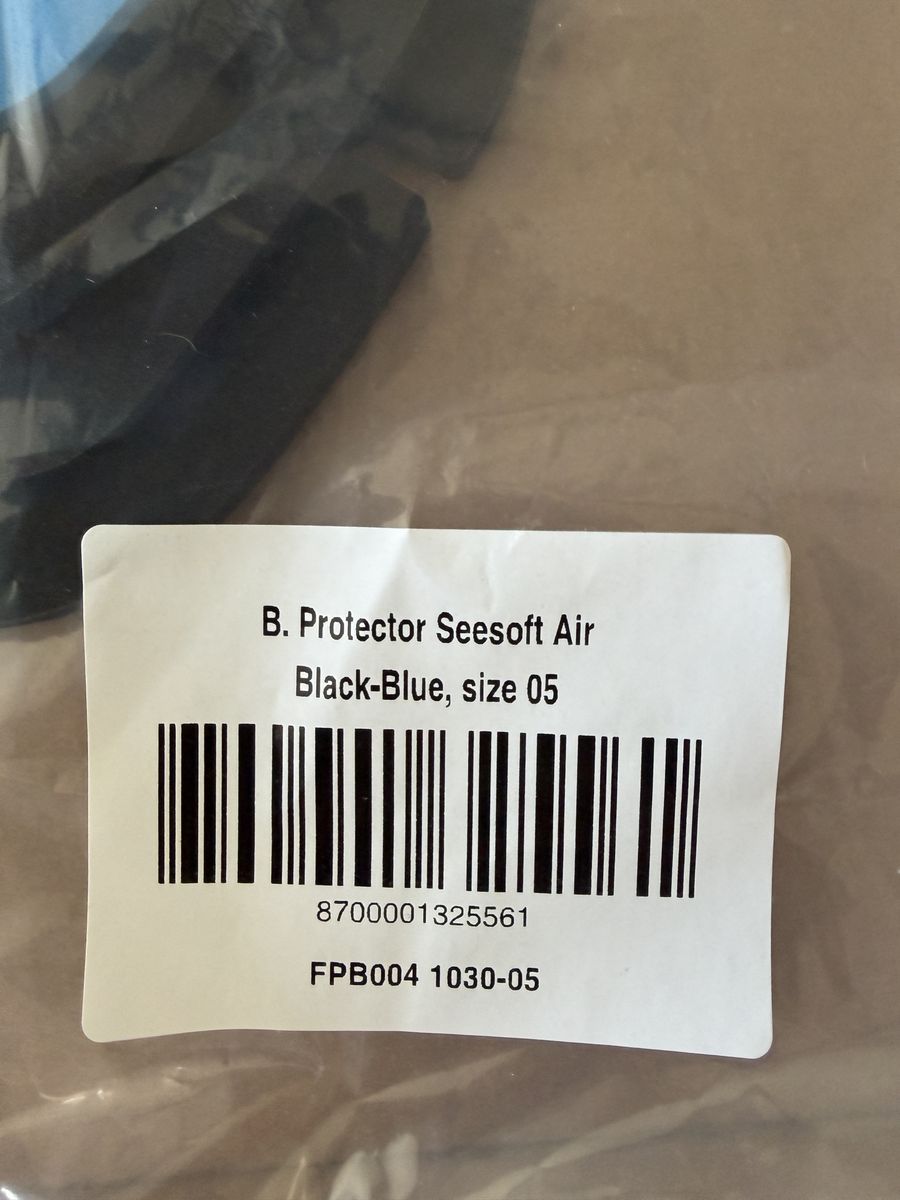 B. Protector Seesoft Air
Black-Blue, size 05
8700001325561
FPB004 1030-05